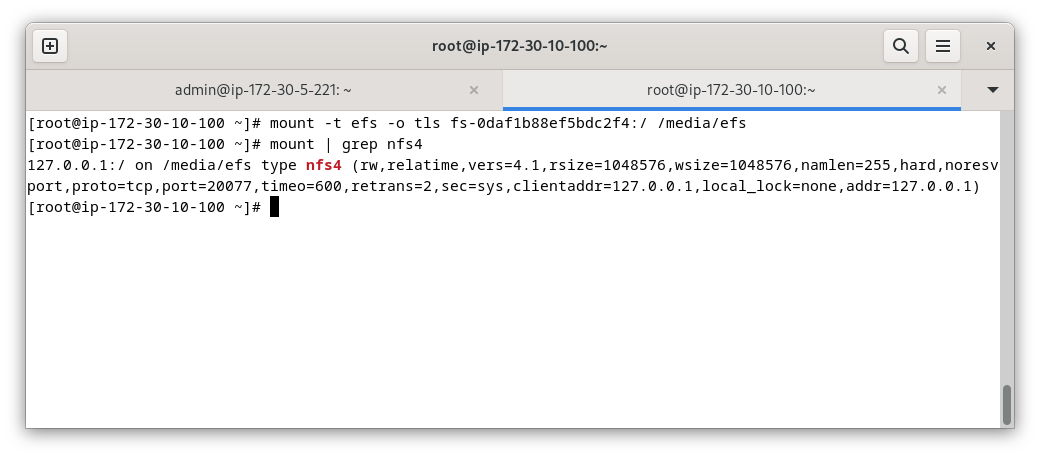 root@ip-172-30-10-100:~
admin@ip-172-30-5-221: ~
root@ip-172-30-10-100:~
[root@ip-172-30-10-100 ~]# mount -t efs -o tls fs-0daf1b88ef5bdc2f4:/ /media/efs
[root@ip-172-30-10-100 ~]# mount | grep nfs4
127.0.0.1:/ on /media/efs type nfs4 (rw,relatime,vers=4.1,rsize=1048576,wsize=1048576,namlen=255,hard,noresv
port,proto=tcp,port=20077,timeo=600,retrans=2,sec=sys,clientaddr=127.0.0.1,local_lock=none,addr=127.0.0.1)
[root@ip-172-30-10-100 ~]#